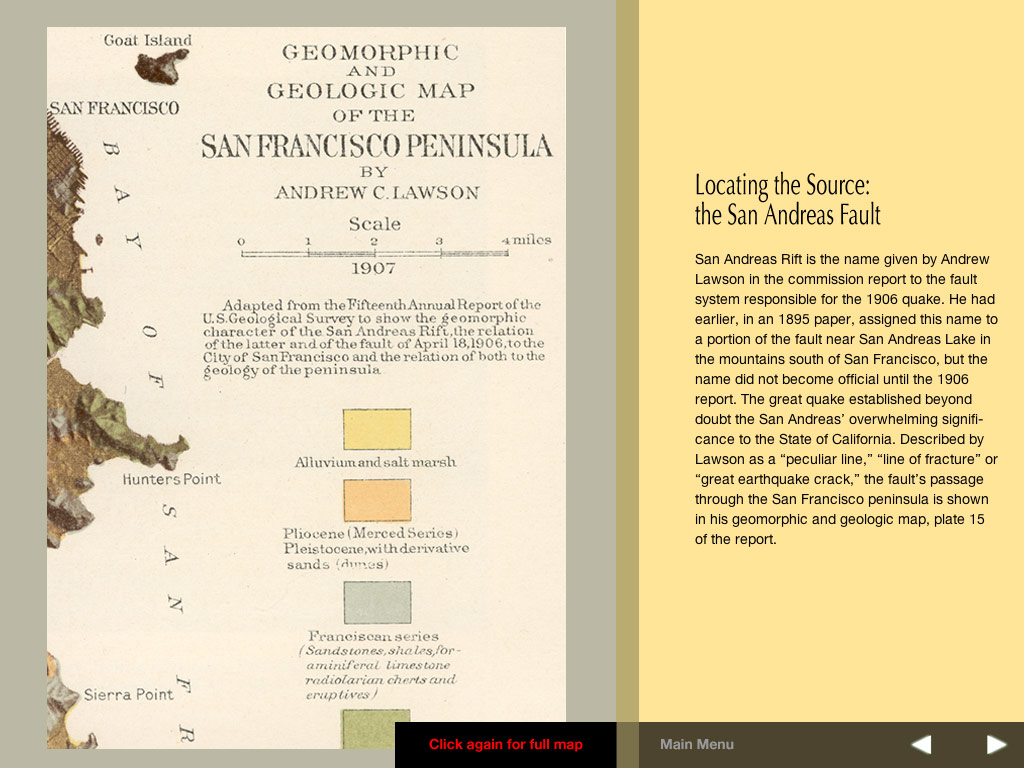 Goat Island
SAN FRANCISCO
BAY OF SAN FR
Hunters Point
Sierra Point
GEOMORPHIC
AND
GEOLOGIC MAP
OF THE
SAN FRANCISCO PENINSULA
BY
ANDREW C. LAWSON
Scale
0 1 2 3 4 miles
1907
Adapted from the Fifteenth Annual Report of the
U.S. Geological Survey to show the geomorphic
character of the San Andreas Rift, the relation
of the latter and of the fault of April 18, 1906, to the
City of San Francisco and the relation of both to the
geology of the peninsula.
Alluvium and salt marsh
Pliocene (Merced Series)
Pleistocene, with derivative
sands (dunes)
Franciscan series
(Sandstones, shales, for-
aminiferal limestone
radiolarian cherts and
eruptives)
Click again for full map
Locating the Source:
the San Andreas Fault
San Andreas Rift is the name given by Andrew
Lawson in the commission report to the fault
system responsible for the 1906 quake. He had
earlier, in an 1895 paper, assigned this name to
a portion of the fault near San Andreas Lake in
the mountains south of San Francisco, but the
name did not become official until the 1906
report. The great quake established beyond
doubt the San Andreas’ overwhelming signifi-
cance to the State of California. Described by
Lawson as a “peculiar line,” “line of fracture” or
“great earthquake crack,” the fault’s passage
through the San Francisco peninsula is shown
in his geomorphic and geologic map, plate 15
of the report.
Main Menu